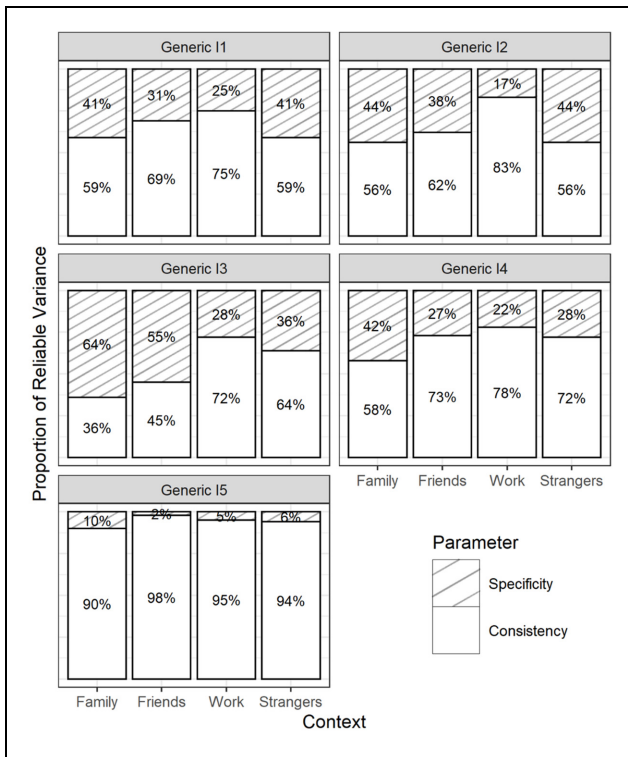 Generic I1
Generic I2
41% 31% 25% 41%
59% 69% 75% 59%
44% 38% 17% 44%
56% 62% 83% 56%
Generic I3
Generic I4
64% 55% 28% 36%
36% 45% 72% 64%
42% 27% 22% 28%
58% 73% 78% 72%
Family Friends Work Strangers
Generic I5
10% 2% 5% 6%
90% 98% 95% 94%
Family Friends Work Strangers
Context
Proportion of Reliable Variance
Parameter
Specificity
Consistency